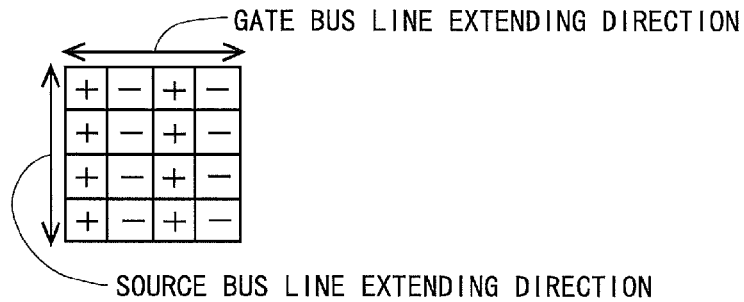 GATE BUS LINE EXTENDING DIRECTION
+ − + −
+ − + −
+ − + −
+ − + −
SOURCE BUS LINE EXTENDING DIRECTION